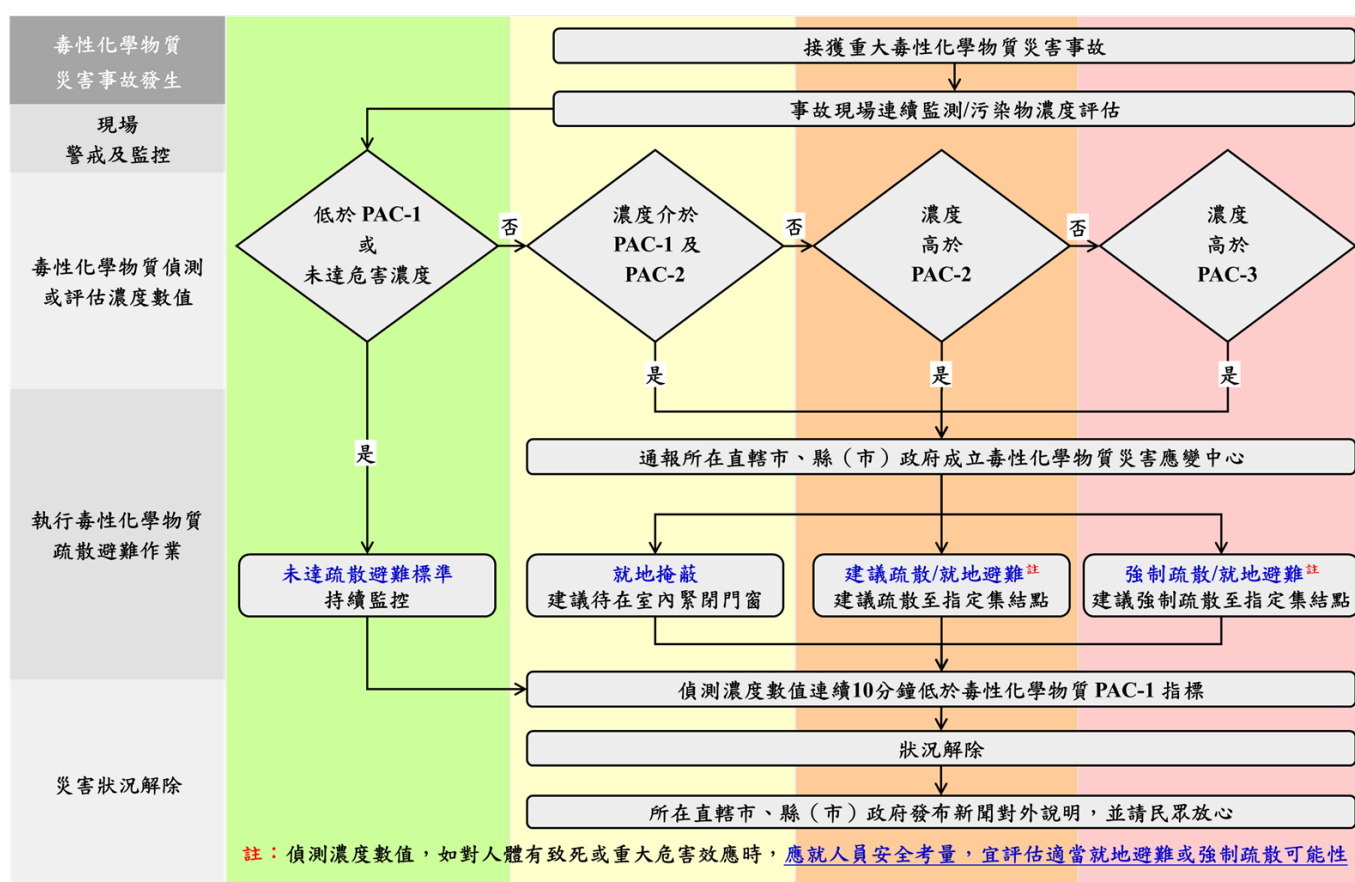 毒性化學物質
災害事故發生
接獲重大毒性化學物質災害事故
現場
警戒及監控
事故現場連續監測/污染物濃度評估
毒性化學物質偵測
或評估濃度數值
低於 PAC-1
或
未達危害濃度
否
濃度介於
PAC-1 及
PAC-2
否
濃度
高於
PAC-2
否
濃度
高於
PAC-3
是
是
是
是
執行毒性化學物質
疏散避難作業
通報所在直轄市、縣（市）政府成立毒性化學物質災害應變中心
未達疏散避難標準
持續監控
就地掩蔽
建議待在室內緊閉門窗
建議疏散/就地避難註
建議疏散至指定集結點
強制疏散/就地避難註
建議強制疏散至指定集結點
災害狀況解除
偵測濃度數值連續10分鐘低於毒性化學物質 PAC-1 指標
狀況解除
所在直轄市、縣（市）政府發布新聞對外說明，並請民眾放心
註：偵測濃度數值，如對人體有致死或重大危害效應時，應就人員安全考量，宜評估適當就地避難或強制疏散可能性